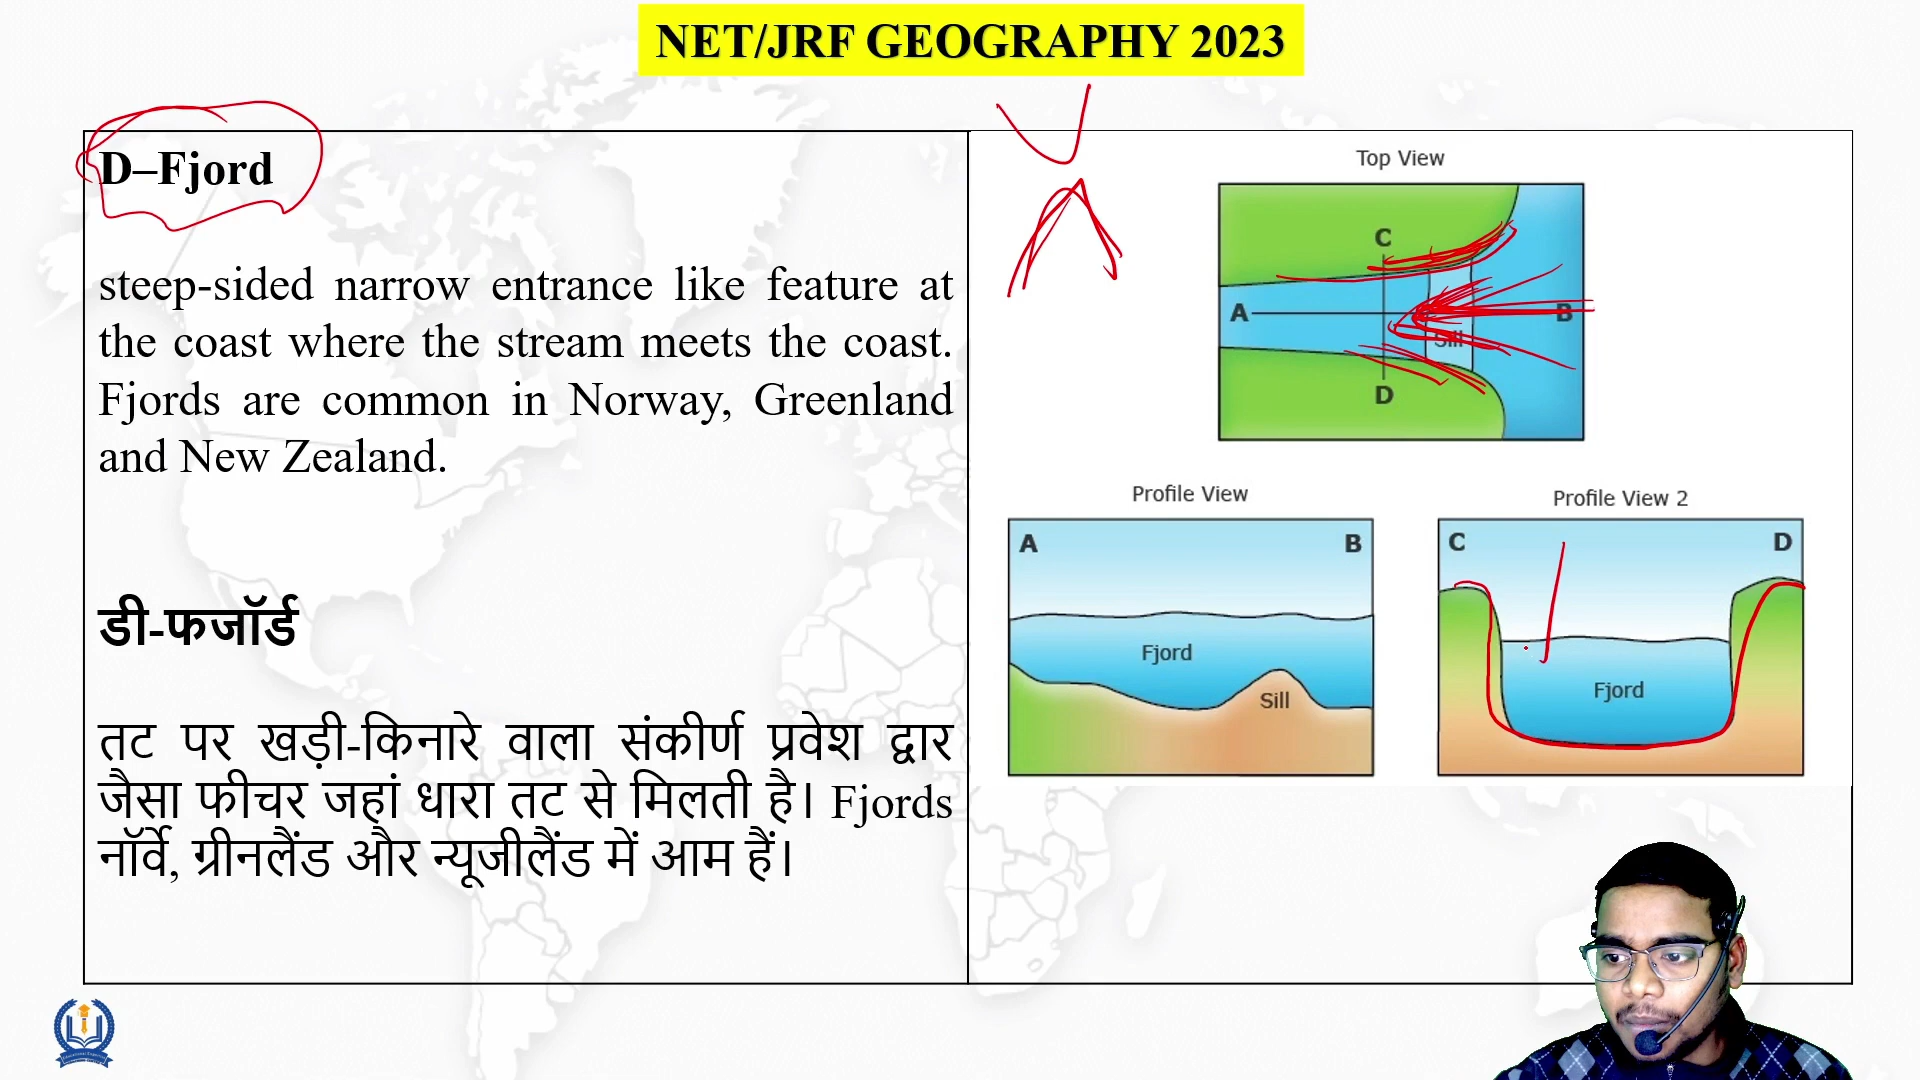 NET/JRF GEOGRAPHY 2023
D–Fjord
steep-sided narrow entrance like feature at
the coast where the stream meets the coast.
Fjords are common in Norway, Greenland
and New Zealand.
डी-फजॉर्ड
तट पर खड़ी-किनारे वाला संकीर्ण प्रवेश द्वार
जैसा फीचर जहां धारा तट से मिलती है। Fjords
नॉर्वे, ग्रीनलैंड और न्यूजीलैंड में आम हैं।
Top View
C
A
B
Sill
D
Profile View
A B
Fjord
Sill
Profile View 2
C D
Fjord